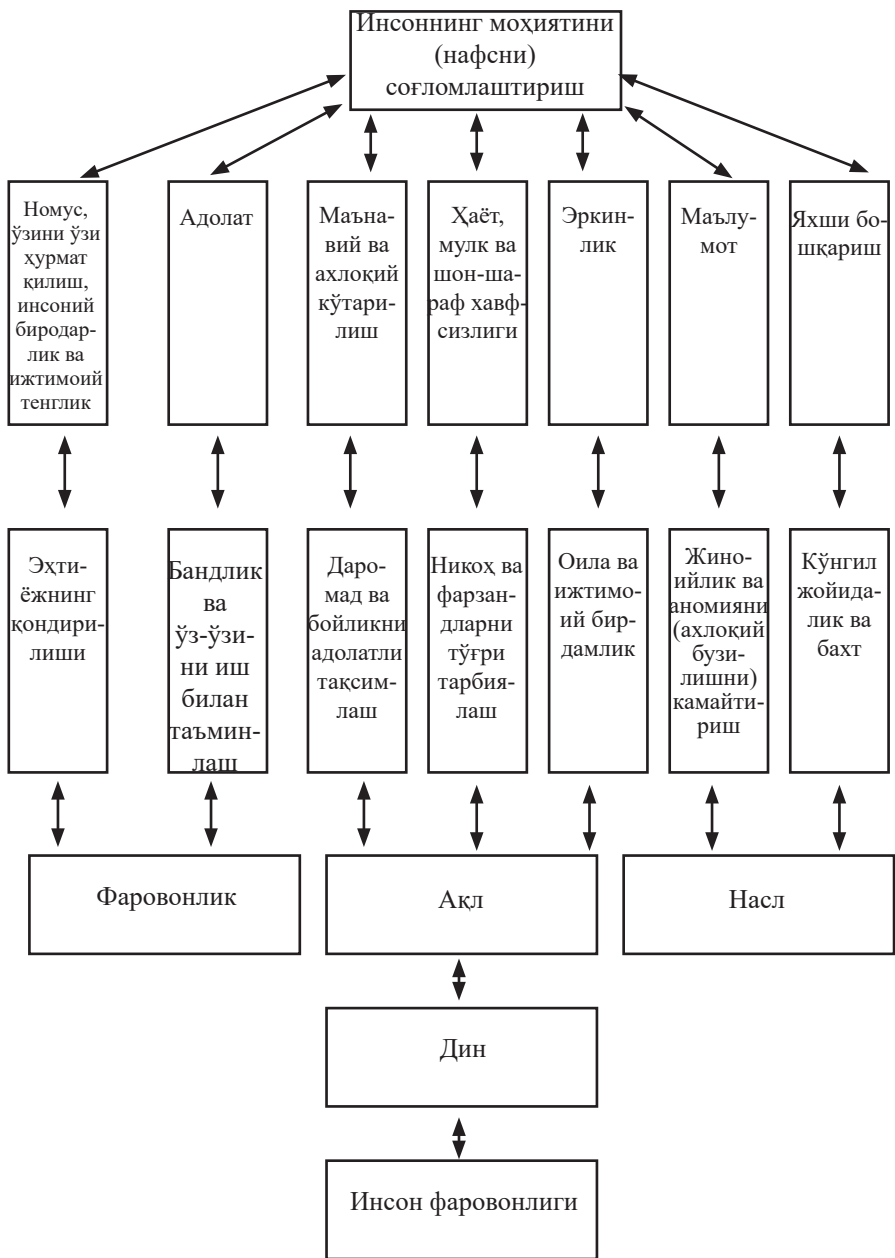 Инсоннинг моҳиятини
(нафсни)
соғломлаштириш
Номус,
ўзини ўзи
ҳурмат
қилиш,
инсоний
биродар-
лик ва
ижтимоий
тенглик
Адолат
Маъна-
вий ва
ахлоқий
кўтари-
лиш
Ҳаёт,
мулк ва
шон-ша-
раф хавф-
сизлиги
Эркин-
лик
Маълу-
мот
Яхши бо-
шқариш
Эҳти-
ёжнинг
қондири-
лиши
Бандлик
ва
ўз-ўзи-
ни иш
билан
таъмин-
лаш
Даро-
мад ва
бойликни
адолатли
тақсим-
лаш
Никоҳ ва
фарзан-
дларни
тўғри
тарбия-
лаш
Оила ва
ижтимо-
ий бир-
дамлик
Жино-
ийлик ва
аномияни
(ахлоқий
бузи-
лишни)
камайти-
риш
Кўнгил
жойида-
лик ва
бахт
Фаровонлик
Ақл
Насл
Дин
Инсон фаровонлиги